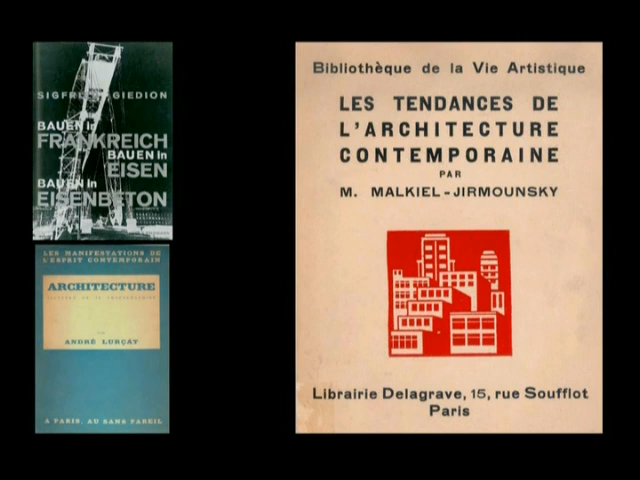 SIGFRIED GIEDION
BAUEN in
FRANKREICH
BAUEN in
EISEN
BAUEN in
EISENBETON
LES MANIFESTATIONS DE
L'ESPRIT CONTEMPORAIN
ARCHITECTURE
PAR
ANDRÉ LURÇAT
A PARIS, AU SANS PAREIL
Bibliothèque de la Vie Artistique
LES TENDANCES DE
L'ARCHITECTURE
CONTEMPORAINE
PAR
M. MALKIEL-JIRMOUNSKY
Librairie Delagrave, 15, rue Soufflot
Paris